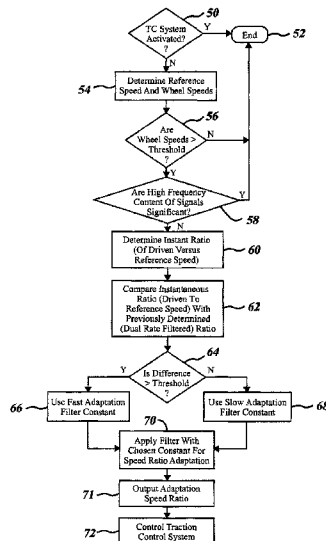 50
TC System
Activated?
?
Y
End
52
N
54
Determine Reference
Speed And Wheel Speeds
56
Are
Wheel Speeds >
Threshold
?
N
Y
Are High Frequency
Content Of Signals
Significant?
Y
58
N
Determine Instant Ratio
(Of Driven Versus
Reference Speed)
60
Compare Instantaneous
Ratio (Driven To
Reference Speed) With
Previously Determined
(Dual Rate Filtered) Ratio
62
64
Y
Is Difference
> Threshold
?
N
66
Use Fast Adaptation
Filter Constant
Use Slow Adaptation
Filter Constant
68
70
Apply Filter With
Chosen Constant For
Speed Ratio Adaptation
71
Output Adaptation
Speed Ratio
72
Control Traction
Control System